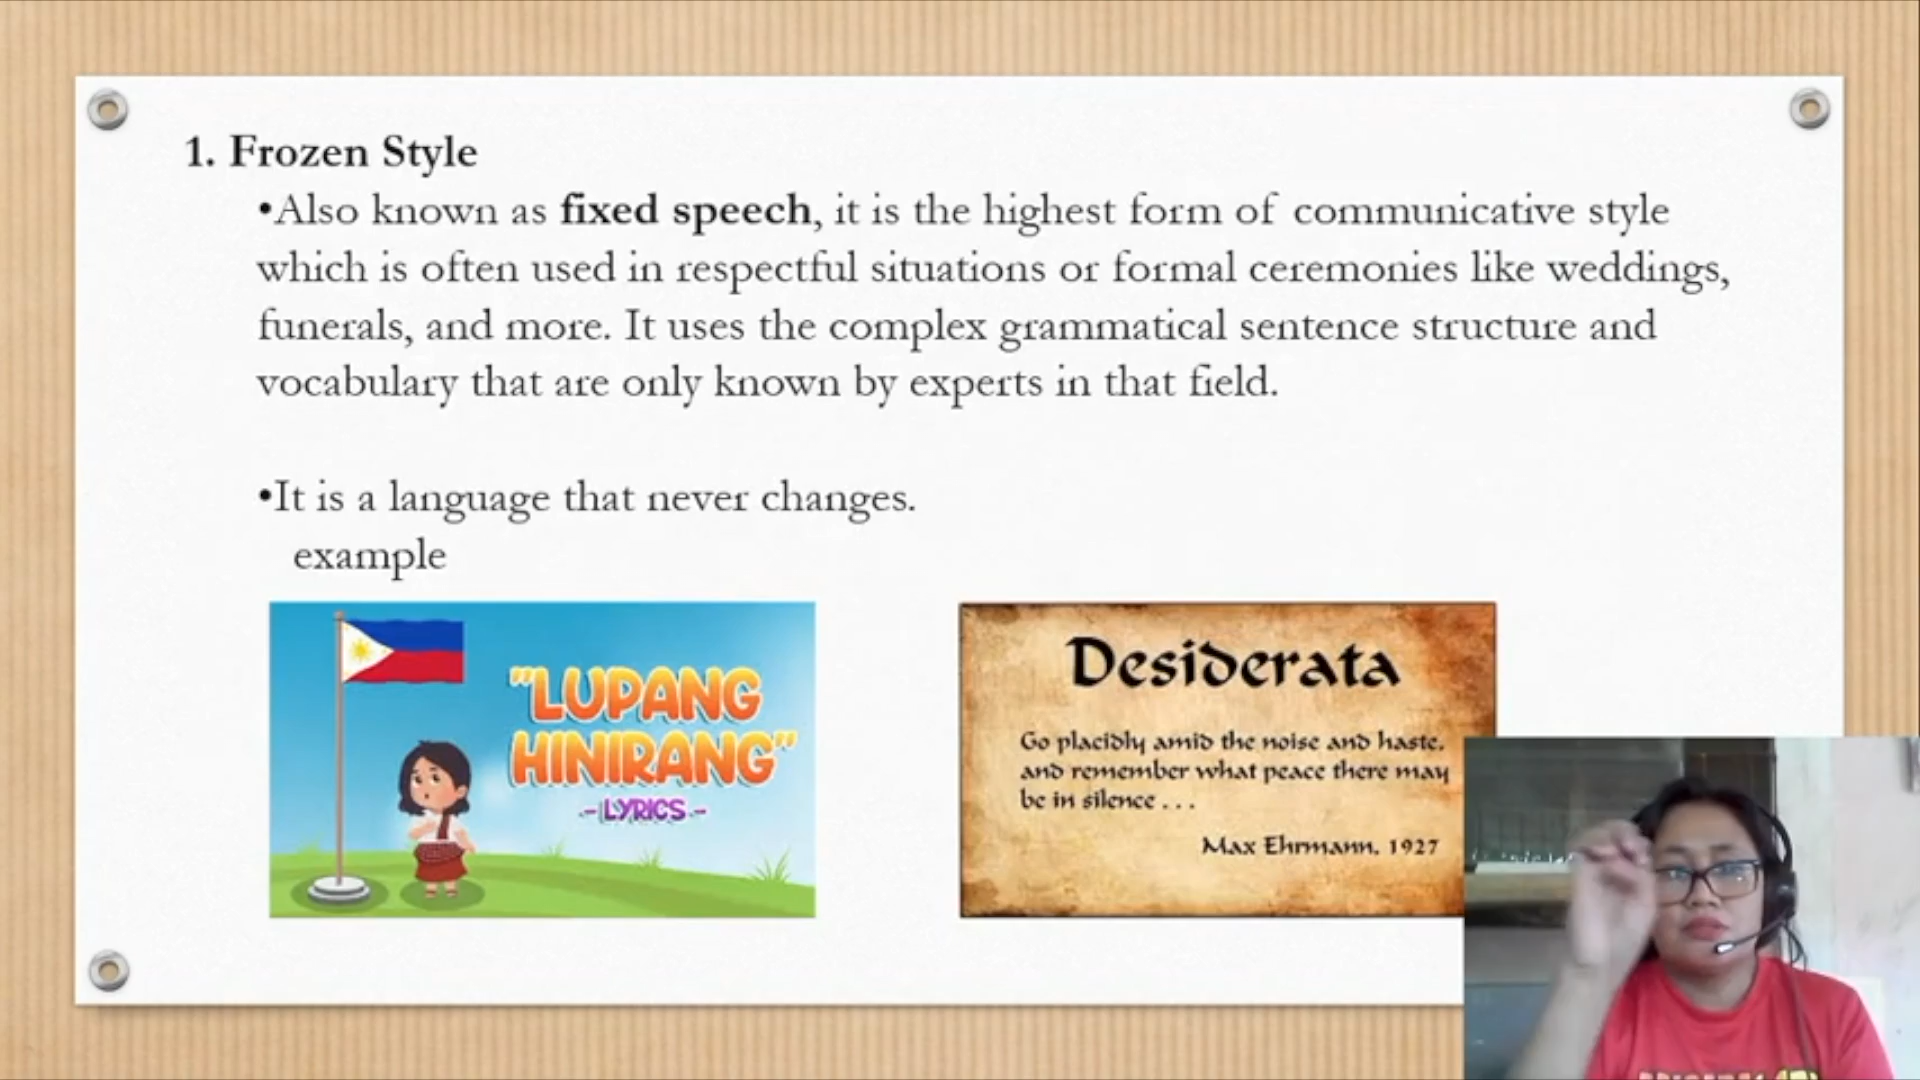 1. Frozen Style
•Also known as fixed speech, it is the highest form of communicative style
which is often used in respectful situations or formal ceremonies like weddings,
funerals, and more. It uses the complex grammatical sentence structure and
vocabulary that are only known by experts in that field.
•It is a language that never changes.
example
"LUPANG
HINIRANG"
- LYRICS -
Desiderata
Go placidly amid the noise and haste,
and remember what peace there may
be in silence . . .
Max Ehrmann, 1927